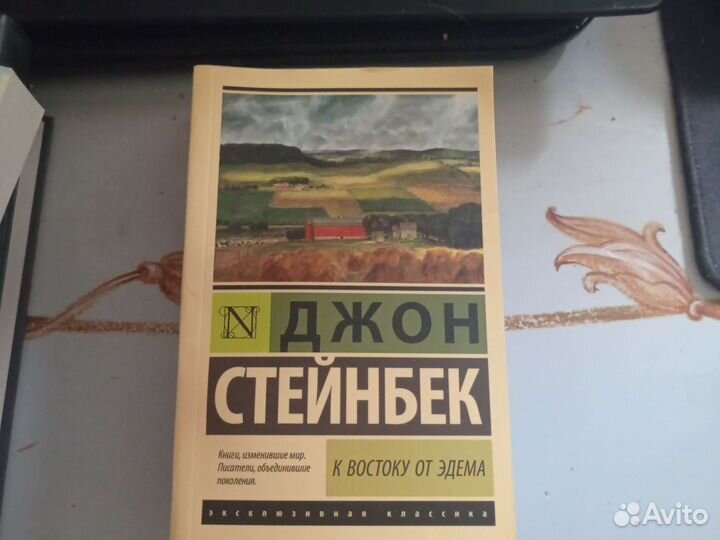 N
ДЖОН
СТЕЙНБЕК
Книги, изменившие мир.
Писатели, объединившие
поколения.
К ВОСТОКУ ОТ ЭДЕМА
эксклюзивная классика
Avito